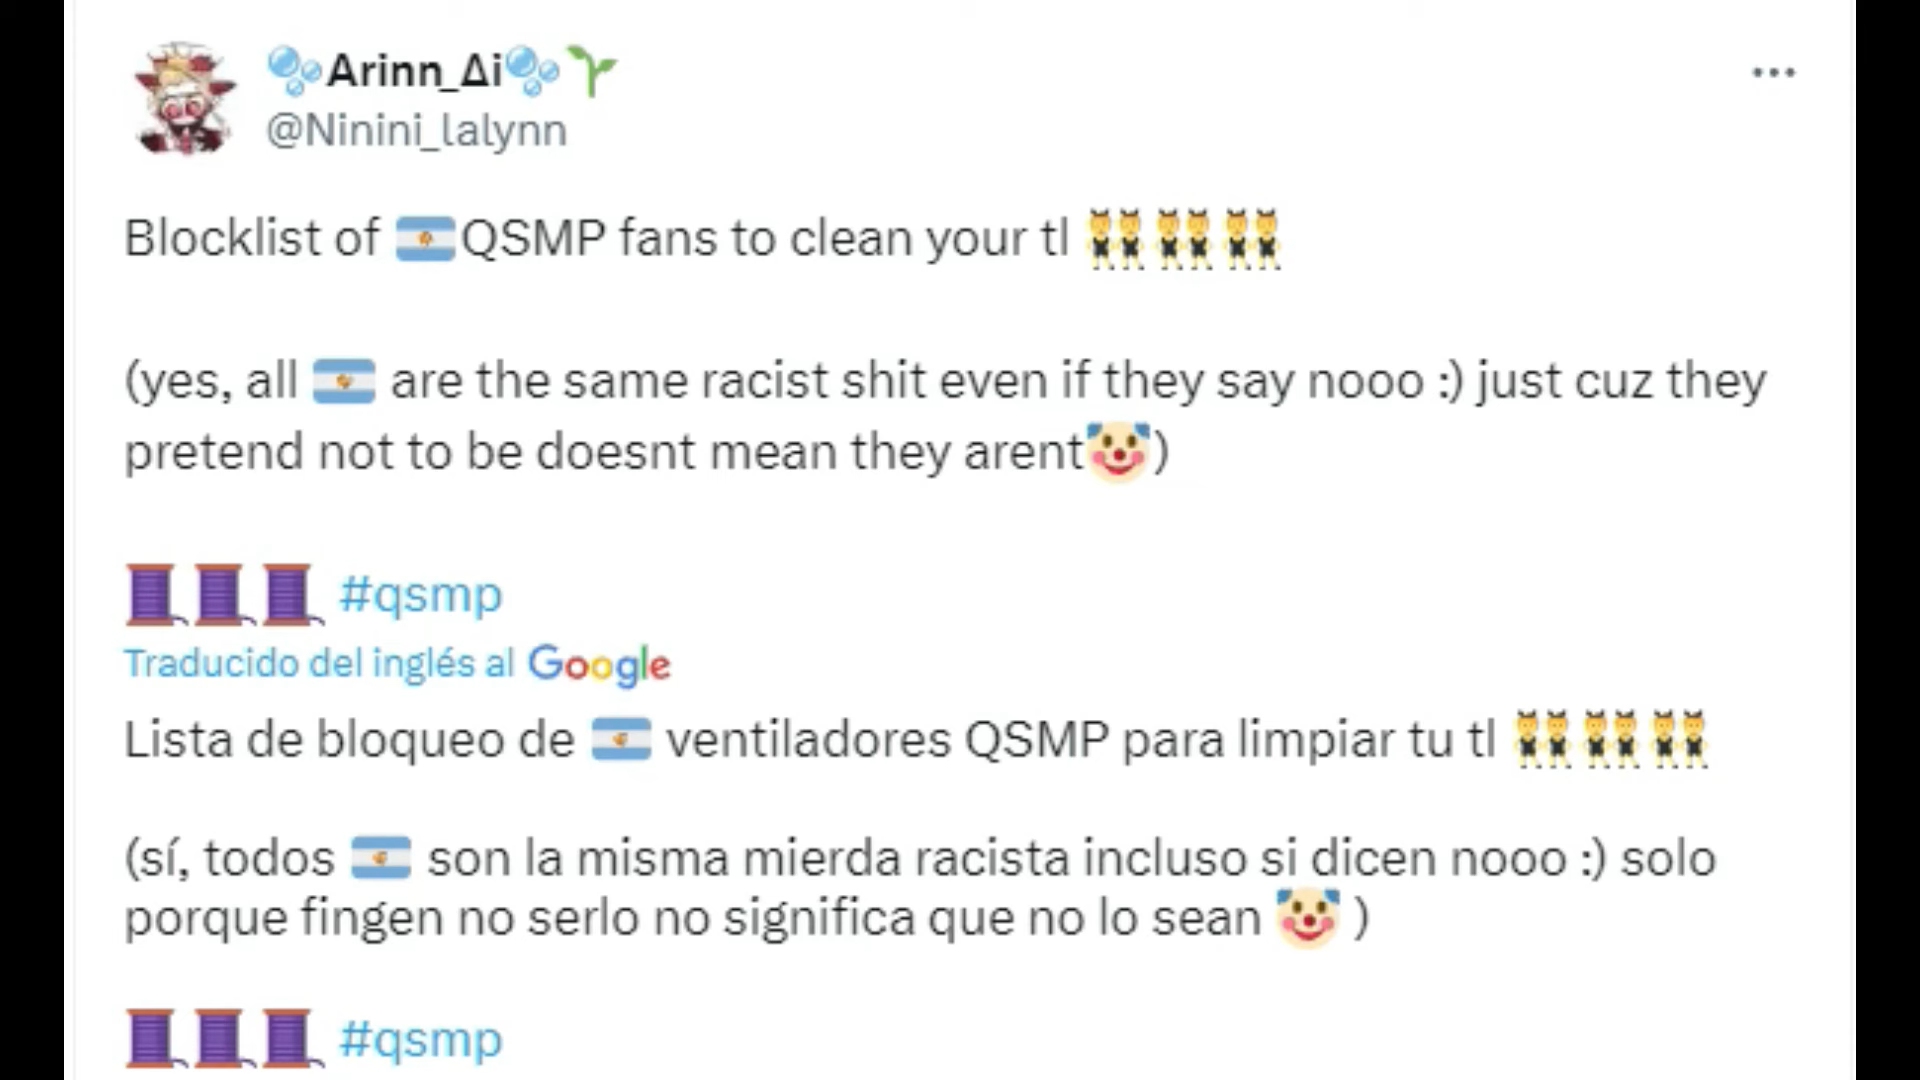 🫧Arinn_Δi🫧🌱
@Ninini_lalynn
Blocklist of 🇦🇷QSMP fans to clean your tl 👯‍♂️👯‍♂️👯‍♂️
(yes, all 🇦🇷 are the same racist shit even if they say nooo :) just cuz they
pretend not to be doesnt mean they arent🤡)
🧵🧵🧵 #qsmp
Traducido del inglés al Google
Lista de bloqueo de 🇦🇷 ventiladores QSMP para limpiar tu tl 👯‍♂️👯‍♂️👯‍♂️
(sí, todos 🇦🇷 son la misma mierda racista incluso si dicen nooo :) solo
porque fingen no serlo no significa que no lo sean 🤡 )
🧵🧵🧵 #qsmp